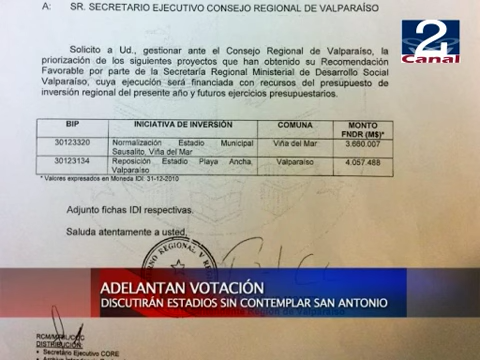 A: SR. SECRETARIO EJECUTIVO CONSEJO REGIONAL DE VALPARAÍSO
2
Canal
Solicito a Ud., gestionar ante el Consejo Regional de Valparaíso, la
priorización de los siguientes proyectos que han obtenido su Recomendación
Favorable por parte de la Secretaría Regional Ministerial de Desarrollo Social
Valparaíso, cuya ejecución será financiada con recursos del presupuesto de
inversión regional del presente año y futuros ejercicios presupuestarios.
BIP INICIATIVA DE INVERSIÓN COMUNA MONTO FNDR (M$)*
30123320 Normalización Estadio Municipal Sausalito, Viña del Mar Viña del Mar 3.660.007
30123134 Reposición Estadio Playa Ancha, Valparaíso Valparaíso 4.057.488
* Valores expresados en Moneda IDI: 31-12-2010
Adjunto fichas IDI respectivas.
Saluda atentamente a usted,
ADELANTAN VOTACIÓN
DISCUTIRÁN ESTADIOS SIN CONTEMPLAR SAN ANTONIO
DISTRIBUCIÓN:
Secretario Ejecutivo CORE